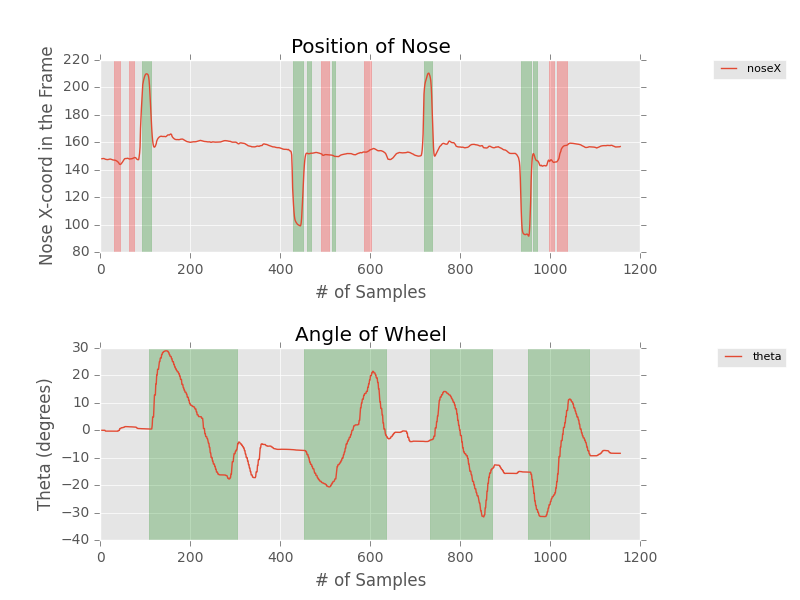 Position of Nose
220
200
180
160
140
120
100
80
Nose X-coord in the Frame
0 200 400 600 800 1000 1200
# of Samples
noseX
Angle of Wheel
30
20
10
0
−10
−20
−30
−40
Theta (degrees)
0 200 400 600 800 1000 1200
# of Samples
theta